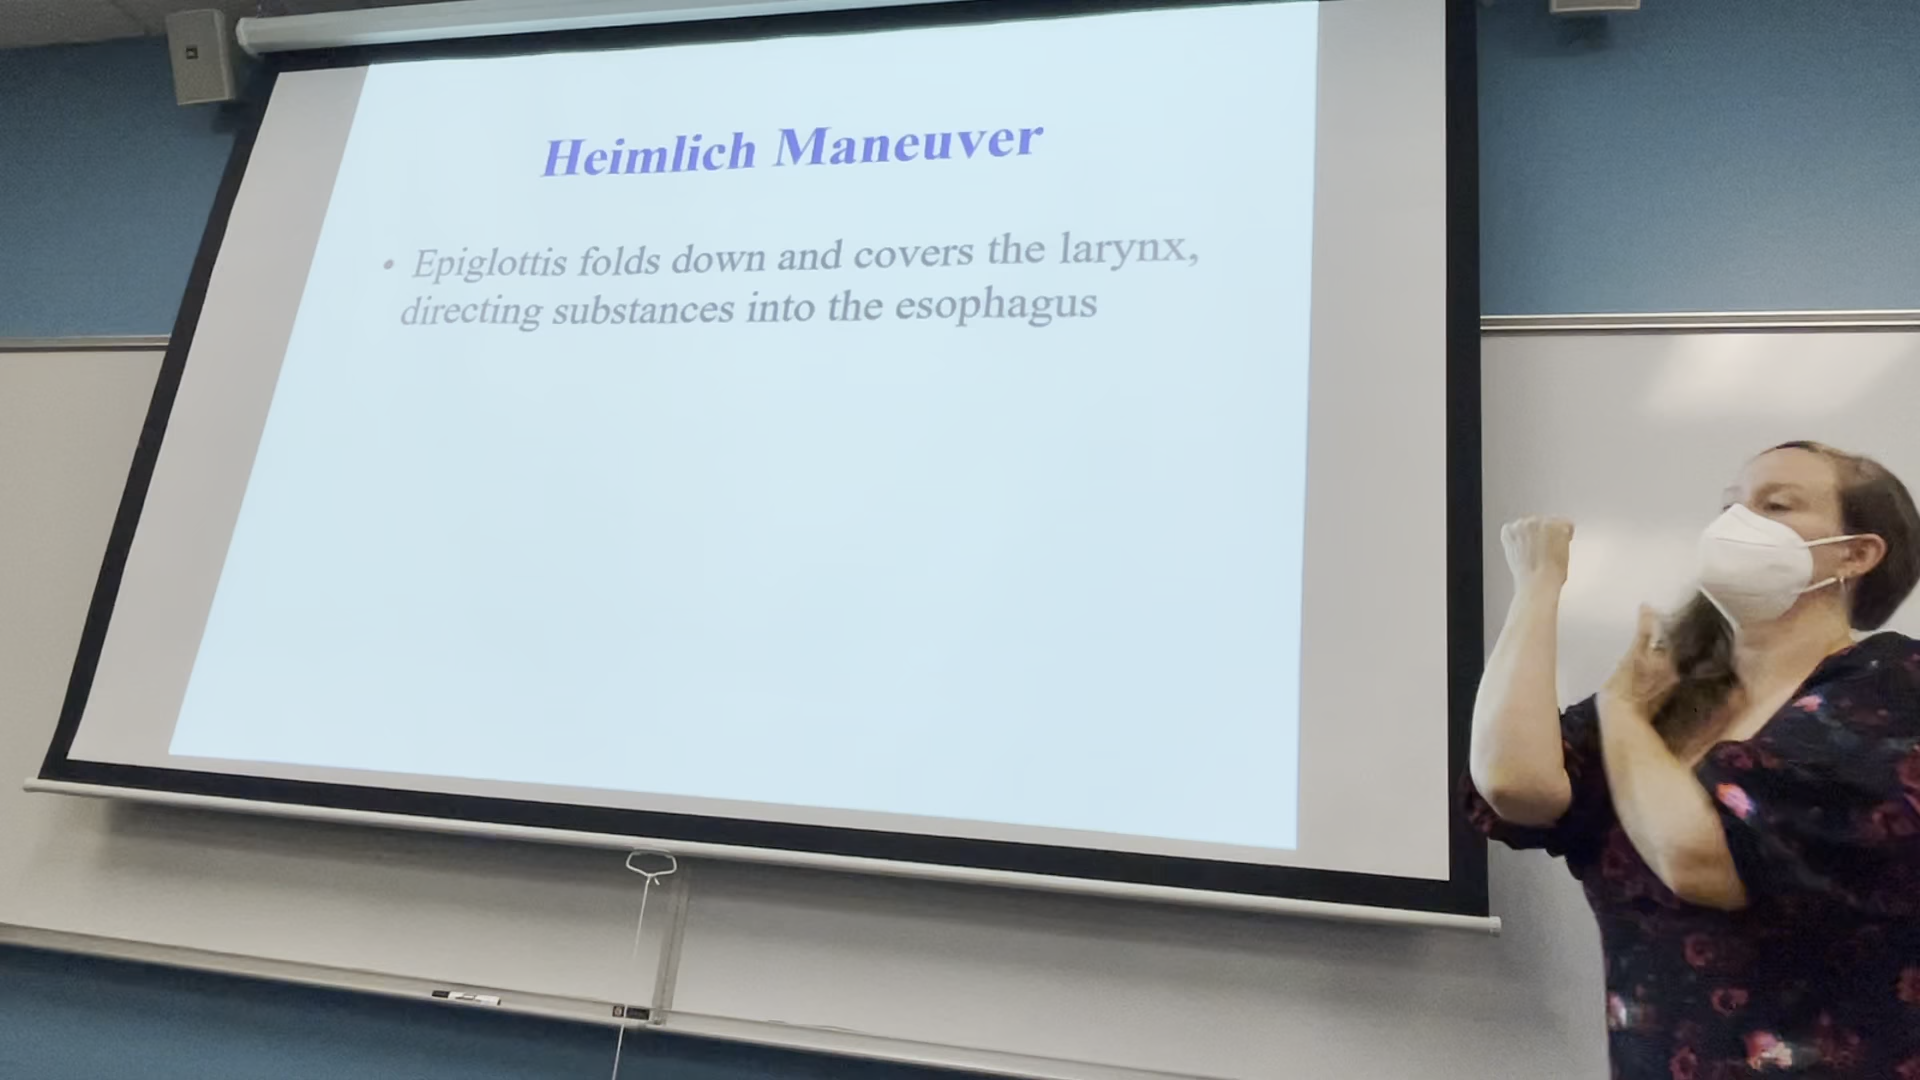 Heimlich Maneuver
• Epiglottis folds down and covers the larynx,
directing substances into the esophagus